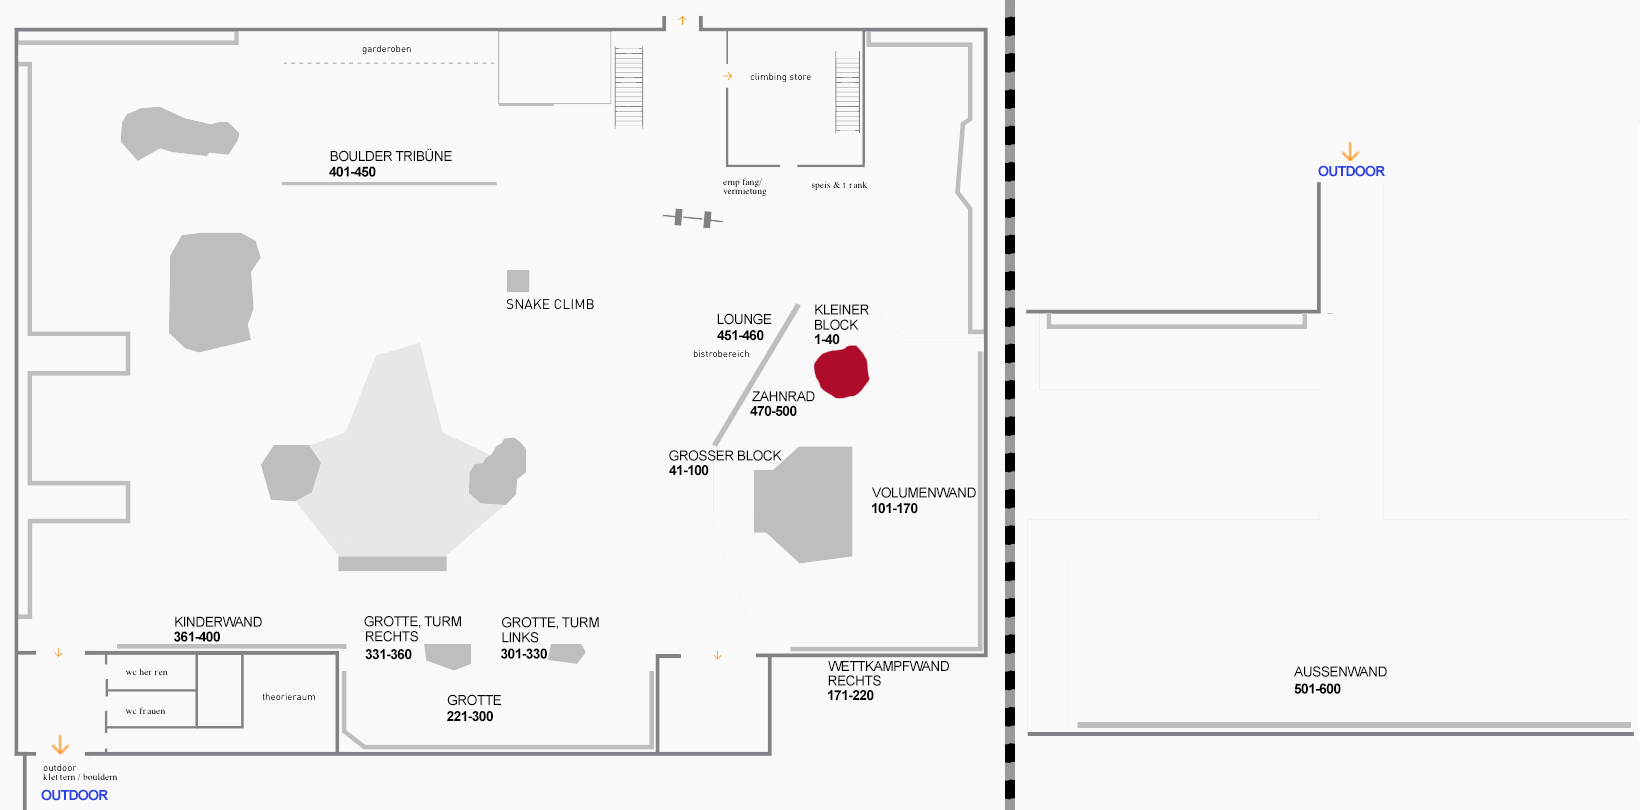 garderoben
climbing store
BOULDER TRIBÜNE
401-450
emp fang/
vermietung
speis & t rank
SNAKE CLIMB
LOUNGE
451-460
bistrobereich
KLEINER
BLOCK
1-40
ZAHNRAD
470-500
GROSSER BLOCK
41-100
VOLUMENWAND
101-170
KINDERWAND
361-400
GROTTE, TURM
RECHTS
331-360
GROTTE, TURM
LINKS
301-330
WETTKAMPFWAND
RECHTS
171-220
wc her ren
wc frauen
theorieraum
GROTTE
221-300
outdoor
klettern / bouldern
OUTDOOR
OUTDOOR
AUSSENWAND
501-600